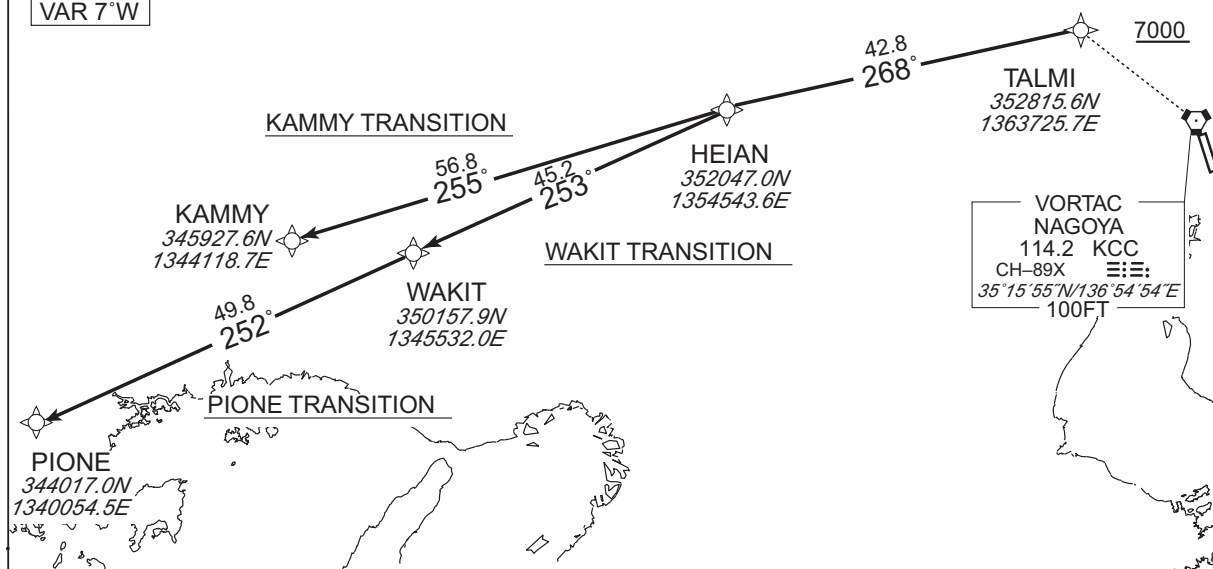 VAR 7°W
7000
42.8
268°
TALMI
352815.6N
1363725.7E
KAMMY TRANSITION
HEIAN
352047.0N
1354543.6E
56.8
255°
45.2
253°
KAMMY
345927.6N
1344118.7E
WAKIT TRANSITION
VORTAC
NAGOYA
114.2 KCC
CH–89X
35°15′55″N/136°54′54″E
100FT
WAKIT
350157.9N
1345532.0E
49.8
252°
PIONE TRANSITION
PIONE
344017.0N
1340054.5E